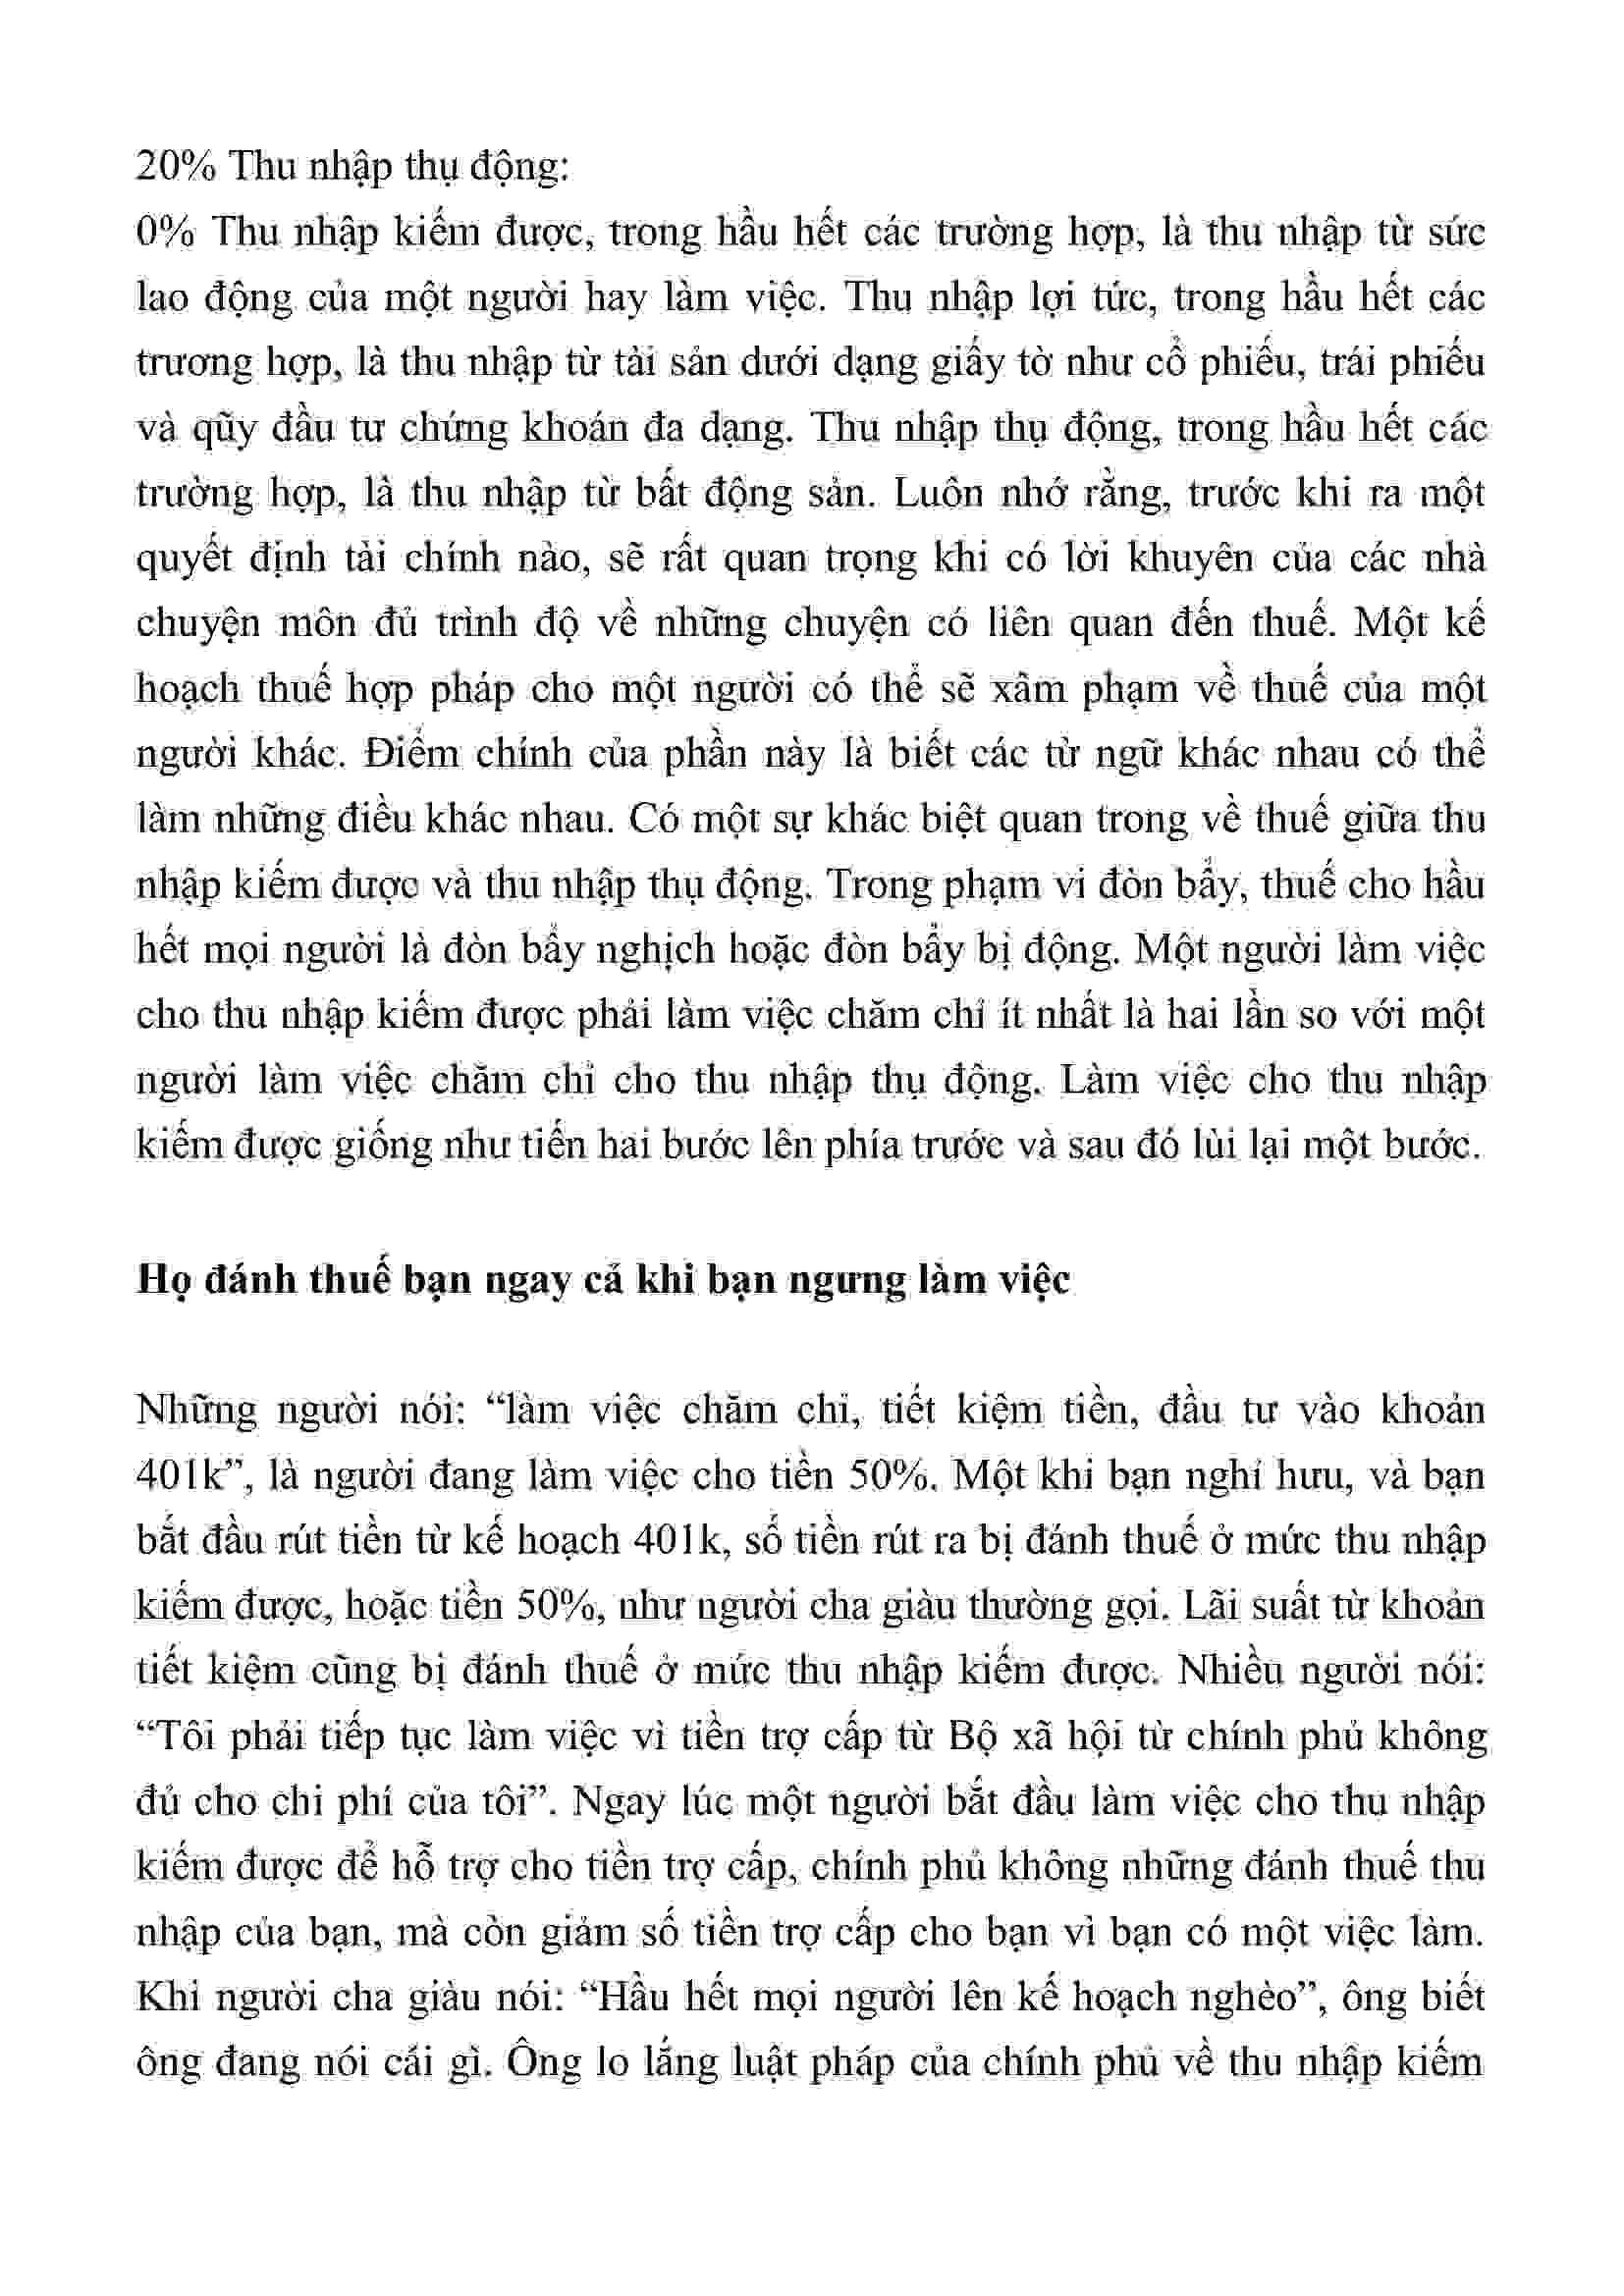 20% Thu nhập thụ động:
0% Thu nhập kiếm được, trong hầu hết các trường hợp, là thu nhập từ sức
lao động của một người hay làm việc. Thu nhập lợi tức, trong hầu hết các
trương hợp, là thu nhập từ tài sản dưới dạng giấy tờ như cổ phiếu, trái phiếu
và qũy đầu tư chứng khoán đa dạng. Thu nhập thụ động, trong hầu hết các
trường hợp, là thu nhập từ bất động sản. Luôn nhớ rằng, trước khi ra một
quyết định tài chính nào, sẽ rất quan trọng khi có lời khuyên của các nhà
chuyện môn đủ trình độ về những chuyện có liên quan đến thuế. Một kế
hoạch thuế hợp pháp cho một người có thể sẽ xâm phạm về thuế của một
người khác. Điểm chính của phần này là biết các từ ngữ khác nhau có thể
làm những điều khác nhau. Có một sự khác biệt quan trong về thuế giữa thu
nhập kiếm được và thu nhập thụ động. Trong phạm vi đòn bẩy, thuế cho hầu
hết mọi người là đòn bẩy nghịch hoặc đòn bẩy bị động. Một người làm việc
cho thu nhập kiếm được phải làm việc chăm chỉ ít nhất là hai lần so với một
người làm việc chăm chỉ cho thu nhập thụ động. Làm việc cho thu nhập
kiếm được giống như tiến hai bước lên phía trước và sau đó lùi lại một bước.
Họ đánh thuế bạn ngay cả khi bạn ngưng làm việc
Những người nói: “làm việc chăm chỉ, tiết kiệm tiền, đầu tư vào khoản
401k”, là người đang làm việc cho tiền 50%. Một khi bạn nghỉ hưu, và bạn
bắt đầu rút tiền từ kế hoạch 401k, số tiền rút ra bị đánh thuế ở mức thu nhập
kiếm được, hoặc tiền 50%, như người cha giàu thường gọi. Lãi suất từ khoản
tiết kiệm cũng bị đánh thuế ở mức thu nhập kiếm được. Nhiều người nói:
“Tôi phải tiếp tục làm việc vì tiền trợ cấp từ Bộ xã hội từ chính phủ không
đủ cho chi phí của tôi”. Ngay lúc một người bắt đầu làm việc cho thu nhập
kiếm được để hỗ trợ cho tiền trợ cấp, chính phủ không những đánh thuế thu
nhập của bạn, mà còn giảm số tiền trợ cấp cho bạn vì bạn có một việc làm.
Khi người cha giàu nói: “Hầu hết mọi người lên kế hoạch nghèo”, ông biết
ông đang nói cái gì. Ông lo lắng luật pháp của chính phủ về thu nhập kiếm